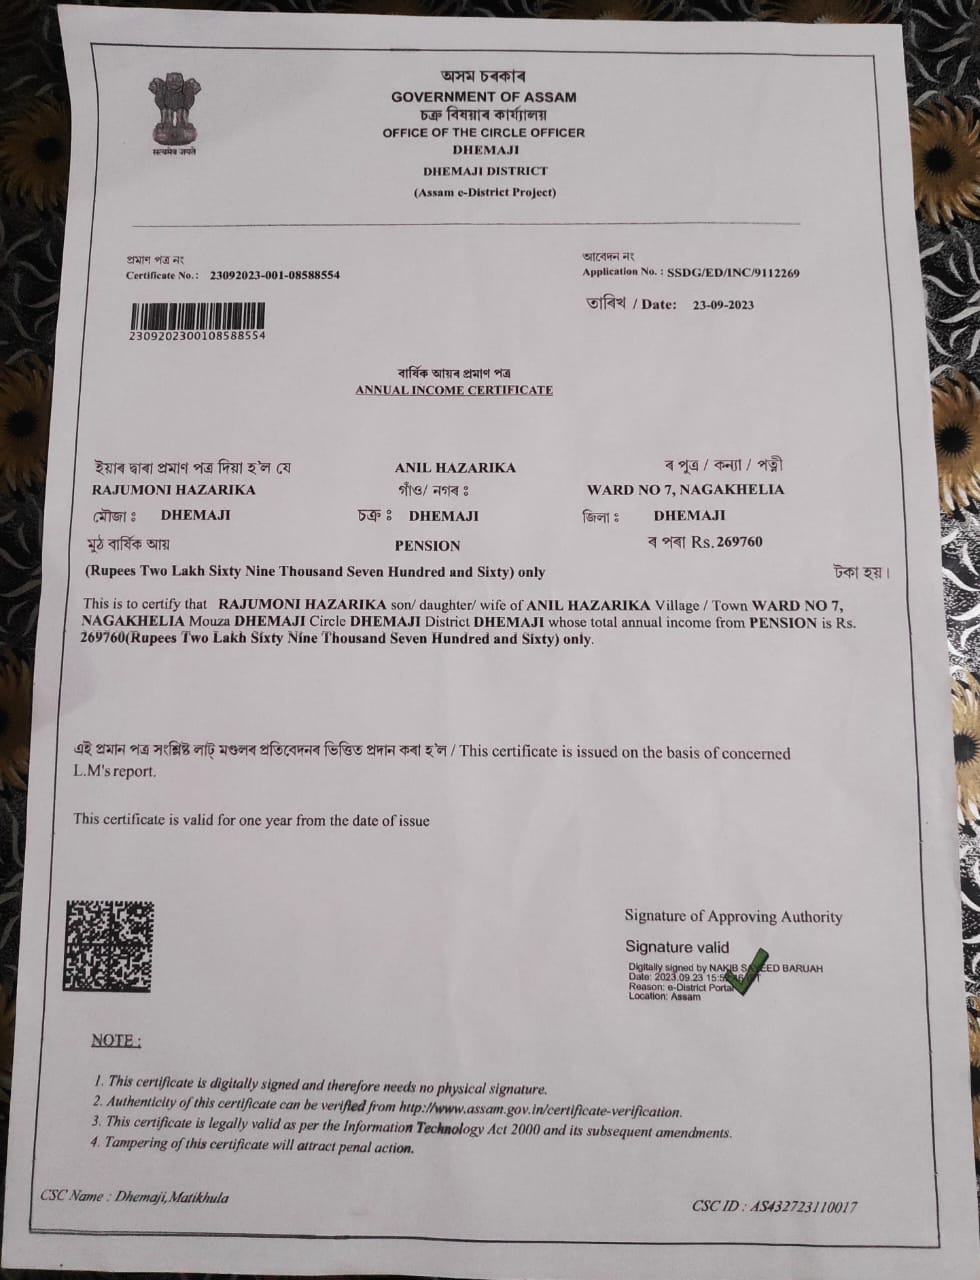 सत्यमेव जयते
অসম চৰকাৰ
GOVERNMENT OF ASSAM
চক্ৰ বিষয়াৰ কাৰ্য্যালয়
OFFICE OF THE CIRCLE OFFICER
DHEMAJI
DHEMAJI DISTRICT
(Assam e-District Project)
প্ৰমাণ পত্ৰ নং
Certificate No.: 23092023-001-08588554
আবেদন নং
Application No. : SSDG/ED/INC/9112269
তাৰিখ / Date: 23-09-2023
2309202300108588554
বাৰ্ষিক আয়ৰ প্ৰমাণ পত্ৰ
ANNUAL INCOME CERTIFICATE
ইয়াৰ দ্বাৰা প্ৰমাণ পত্ৰ দিয়া হ'ল যে ANIL HAZARIKA ৰ পুত্ৰ / কন্যা / পত্নী
RAJUMONI HAZARIKA গাঁও/ নগৰ : WARD NO 7, NAGAKHELIA
মৌজা : DHEMAJI চক্ৰ : DHEMAJI জিলা : DHEMAJI
মুঠ বাৰ্ষিক আয় PENSION ৰ পৰা Rs. 269760
(Rupees Two Lakh Sixty Nine Thousand Seven Hundred and Sixty) only টকা হয়।
This is to certify that RAJUMONI HAZARIKA son/ daughter/ wife of ANIL HAZARIKA Village / Town WARD NO 7,
NAGAKHELIA Mouza DHEMAJI Circle DHEMAJI District DHEMAJI whose total annual income from PENSION is Rs.
269760(Rupees Two Lakh Sixty Nine Thousand Seven Hundred and Sixty) only.
এই প্ৰমান পত্ৰ সংশ্লিষ্ট লাট্ মণ্ডলৰ প্ৰতিবেদনৰ ভিত্তিত প্ৰদান কৰা হ'ল / This certificate is issued on the basis of concerned
L.M's report.
This certificate is valid for one year from the date of issue
Signature of Approving Authority
Signature valid
Digitally signed by NAKIB BARUAH
Date: 2023.09.23
Reason: e-District Portal
Location: Assam
NOTE :
1. This certificate is digitally signed and therefore needs no physical signature.
2. Authenticity of this certificate can be verified from http://www.assam.gov.in/certificate-verification.
3. This certificate is legally valid as per the Information Technology Act 2000 and its subsequent amendments.
4. Tampering of this certificate will attract penal action.
CSC Name : Dhemaji,Matikhula
CSC ID : AS432723110017